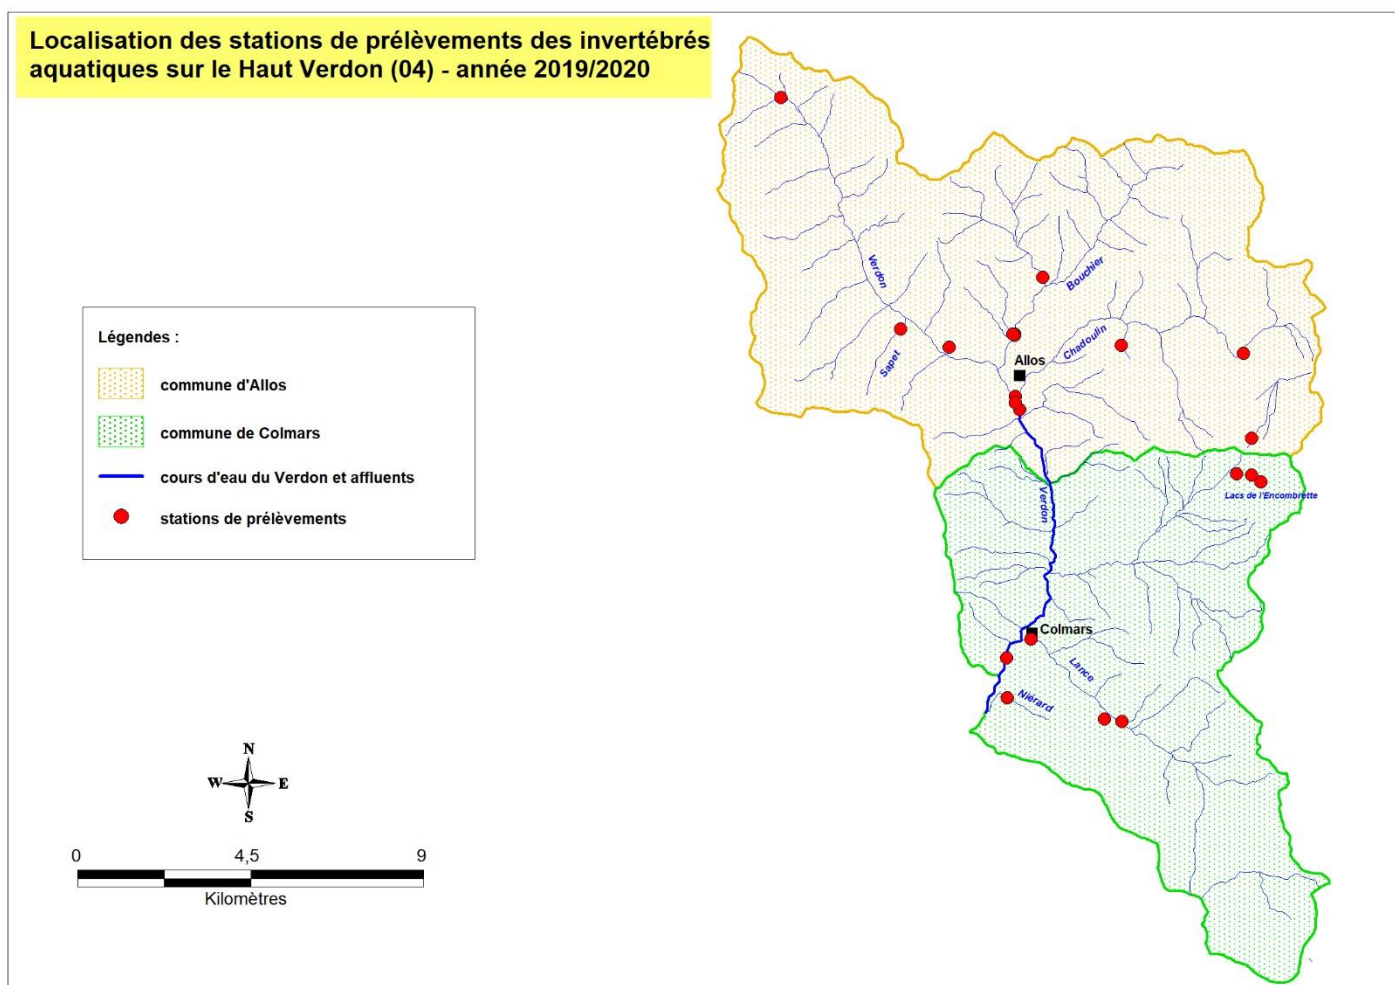 Localisation des stations de prélèvements des invertébrés
aquatiques sur le Haut Verdon (04) - année 2019/2020
Verdon
Bouchier
Sapet
Chadoulin
Allos
Légendes :
commune d'Allos
commune de Colmars
cours d'eau du Verdon et affluents
stations de prélèvements
Verdon
Lacs de l'Encombrette
Colmars
Lance
Niérard
N
W E
S
0 4,5 9
Kilomètres